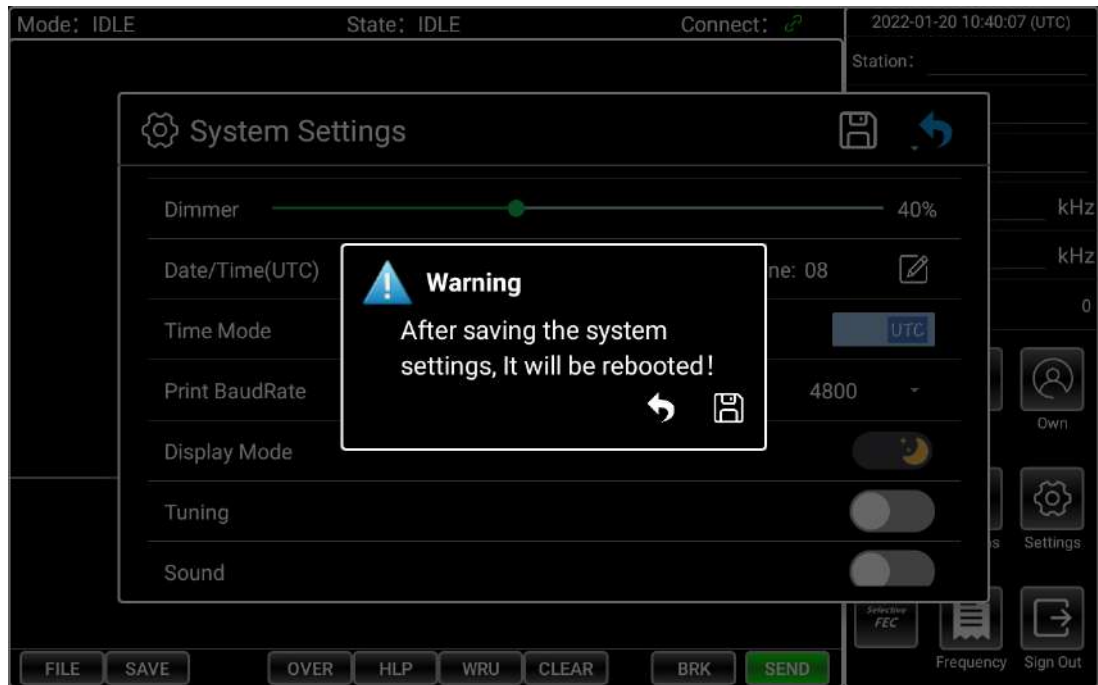 Mode: IDLE State: IDLE Connect:
2022-01-20 10:40:07 (UTC)
Station:
System Settings
Dimmer 40%
kHz
Date/Time(UTC) ne: 08
kHz
Warning
After saving the system
settings, It will be rebooted!
Time Mode UTC
0
Print BaudRate 4800
Own
Display Mode
Tuning
s Settings
Sound
Selective
FEC
Frequency Sign Out
FILE SAVE OVER HLP WRU CLEAR BRK SEND